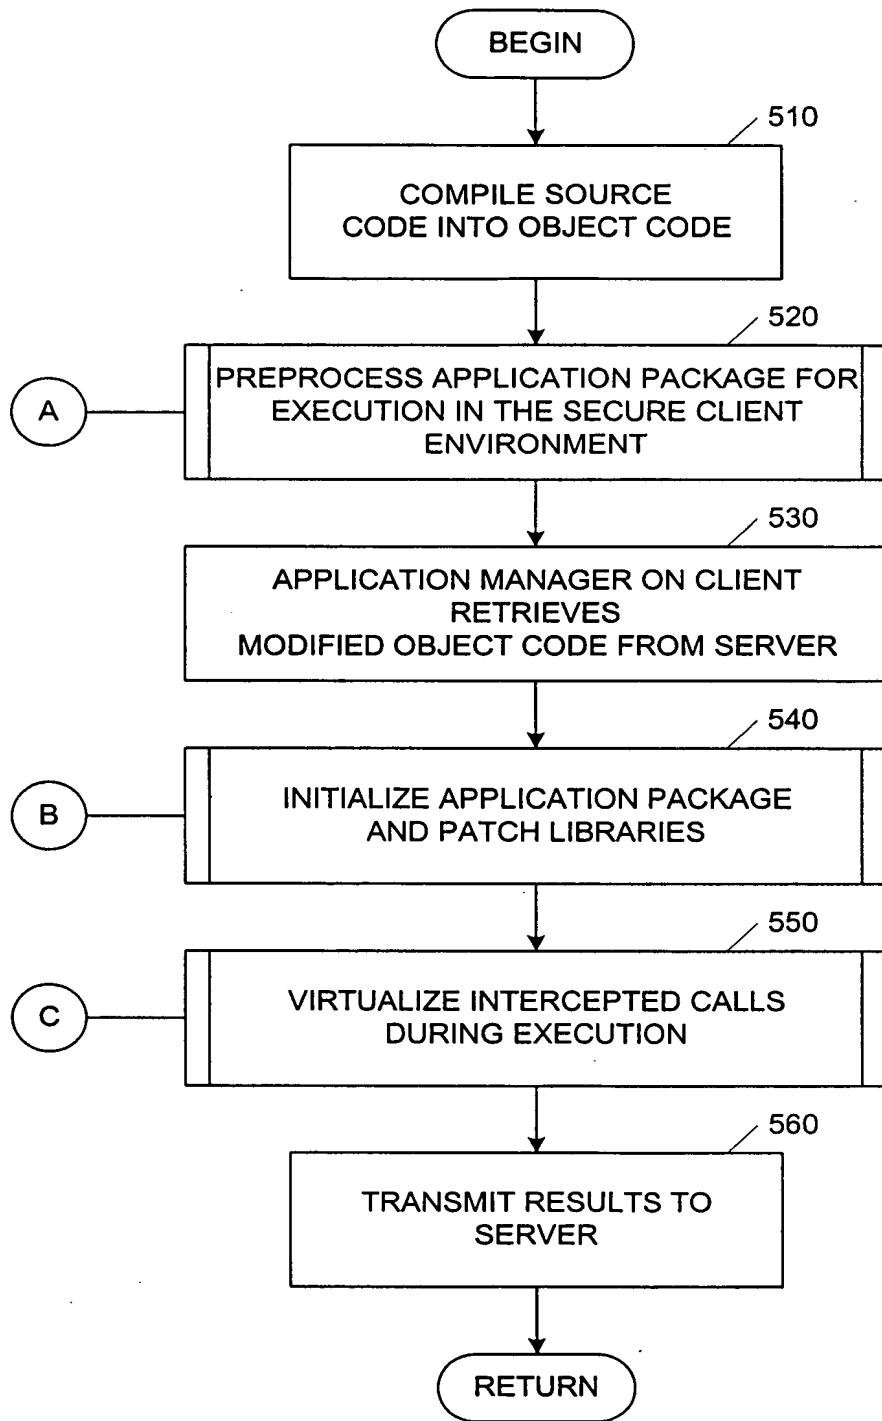 BEGIN
510
COMPILE SOURCE
CODE INTO OBJECT CODE
520
A
PREPROCESS APPLICATION PACKAGE FOR
EXECUTION IN THE SECURE CLIENT
ENVIRONMENT
530
APPLICATION MANAGER ON CLIENT
RETRIEVES
MODIFIED OBJECT CODE FROM SERVER
540
B
INITIALIZE APPLICATION PACKAGE
AND PATCH LIBRARIES
550
C
VIRTUALIZE INTERCEPTED CALLS
DURING EXECUTION
560
TRANSMIT RESULTS TO
SERVER
RETURN